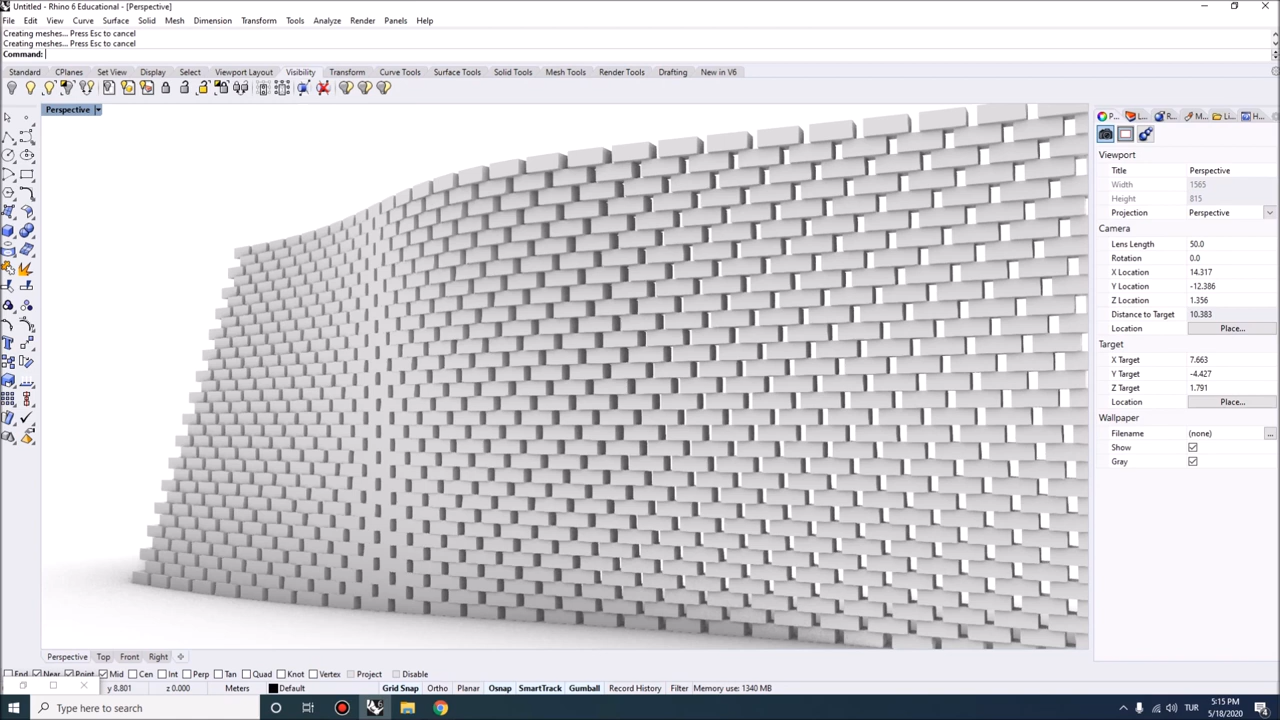 Untitled - Rhino 6 Educational - [Perspective]
File Edit View Curve Surface Solid Mesh Dimension Transform Tools Analyze Render Panels Help
Creating meshes... Press Esc to cancel
Creating meshes... Press Esc to cancel
Command:
Standard CPlanes Set View Display Select Viewport Layout Visibility Transform Curve Tools Surface Tools Solid Tools Mesh Tools Render Tools Drafting New in V6
Perspective
P... L... R... M... Li... H...
Viewport
Title Perspective
Width 1565
Height 815
Projection Perspective
Camera
Lens Length 50.0
Rotation 0.0
X Location 14.317
Y Location -12.386
Z Location 1.356
Distance to Target 10.383
Location Place...
Target
X Target 7.663
Y Target -4.427
Z Target 1.791
Location Place...
Wallpaper
Filename (none) ...
Show
Gray
Perspective Top Front Right
End Near Point Mid Cen Int Perp Tan Quad Knot Vertex Project Disable
y 8.801 z 0.000 Meters Default Grid Snap Ortho Planar Osnap SmartTrack Gumball Record History Filter Memory use: 1340 MB
Type here to search
TUR
5:15 PM
5/18/2020
4